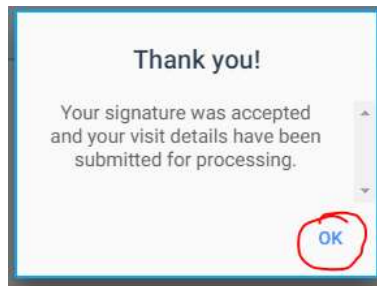 Thank you!
Your signature was accepted
and your visit details have been
submitted for processing.
OK